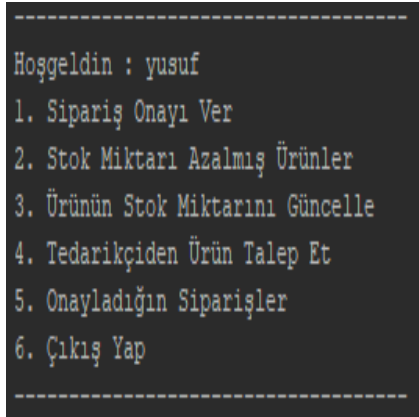 ----------------------------------
Hoşgeldin : yusuf
1. Sipariş Onayı Ver
2. Stok Miktarı Azalmış Ürünler
3. Ürünün Stok Miktarını Güncelle
4. Tedarikçiden Ürün Talep Et
5. Onayladığın Siparişler
6. Çıkış Yap
----------------------------------